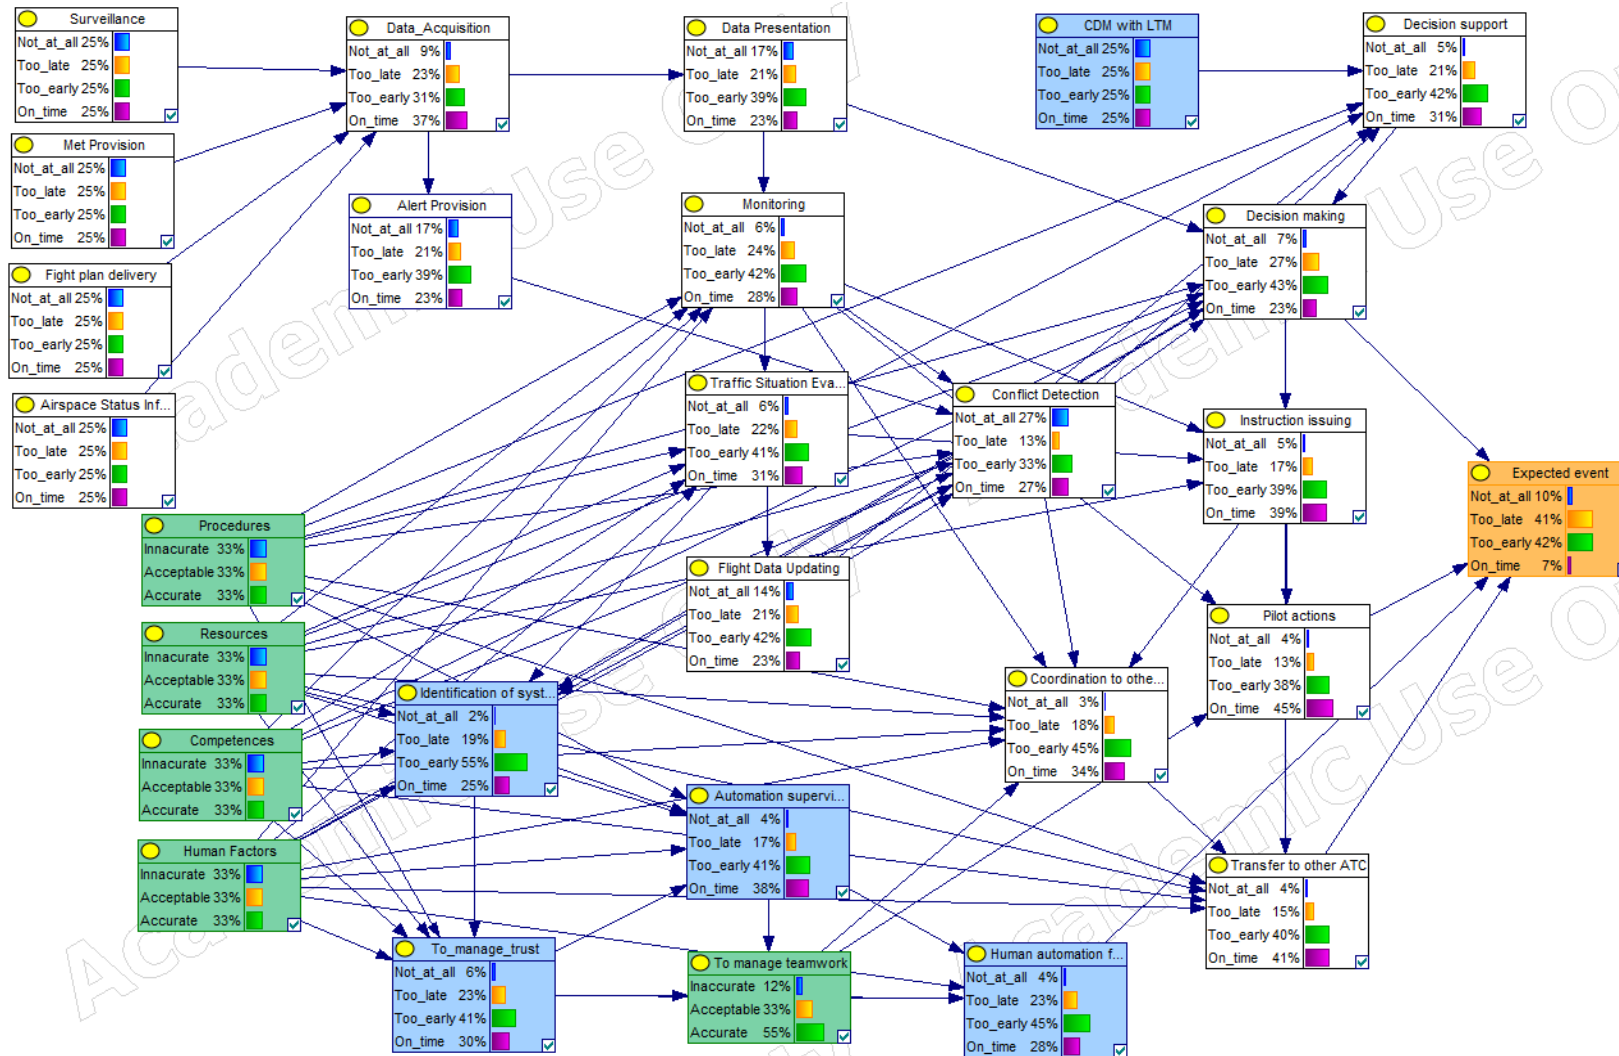 Surveillance
Not_at_all 25%
Too_late 25%
Too_early 25%
On_time 25%
Met Provision
Not_at_all 25%
Too_late 25%
Too_early 25%
On_time 25%
Fight plan delivery
Not_at_all 25%
Too_late 25%
Too_early 25%
On_time 25%
Airspace Status Inf...
Not_at_all 25%
Too_late 25%
Too_early 25%
On_time 25%
Data_Acquisition
Not_at_all 9%
Too_late 23%
Too_early 31%
On_time 37%
Alert Provision
Not_at_all 17%
Too_late 21%
Too_early 39%
On_time 23%
Data Presentation
Not_at_all 17%
Too_late 21%
Too_early 39%
On_time 23%
Monitoring
Not_at_all 6%
Too_late 24%
Too_early 42%
On_time 28%
Traffic Situation Eva...
Not_at_all 6%
Too_late 22%
Too_early 41%
On_time 31%
Flight Data Updating
Not_at_all 14%
Too_late 21%
Too_early 42%
On_time 23%
CDM with LTM
Not_at_all 25%
Too_late 25%
Too_early 25%
On_time 25%
Decision support
Not_at_all 5%
Too_late 21%
Too_early 42%
On_time 31%
Decision making
Not_at_all 7%
Too_late 27%
Too_early 43%
On_time 23%
Conflict Detection
Not_at_all 27%
Too_late 13%
Too_early 33%
On_time 27%
Instruction issuing
Not_at_all 5%
Too_late 17%
Too_early 39%
On_time 39%
Expected event
Not_at_all 10%
Too_late 41%
Too_early 42%
On_time 7%
Procedures
Innacurate 33%
Acceptable 33%
Accurate 33%
Resources
Innacurate 33%
Acceptable 33%
Accurate 33%
Competences
Innacurate 33%
Acceptable 33%
Accurate 33%
Human Factors
Innacurate 33%
Acceptable 33%
Accurate 33%
Identification of syst...
Not_at_all 2%
Too_late 19%
Too_early 55%
On_time 25%
Automation supervi...
Not_at_all 4%
Too_late 17%
Too_early 41%
On_time 38%
Coordination to othe...
Not_at_all 3%
Too_late 18%
Too_early 45%
On_time 34%
Pilot actions
Not_at_all 4%
Too_late 13%
Too_early 38%
On_time 45%
Transfer to other ATC
Not_at_all 4%
Too_late 15%
Too_early 40%
On_time 41%
To_manage_trust
Not_at_all 6%
Too_late 23%
Too_early 41%
On_time 30%
To manage teamwork
Inaccurate 12%
Acceptable 33%
Accurate 55%
Human automation f...
Not_at_all 4%
Too_late 23%
Too_early 45%
On_time 28%
Academic Use Only
Academic Use Only
Academic Use Only